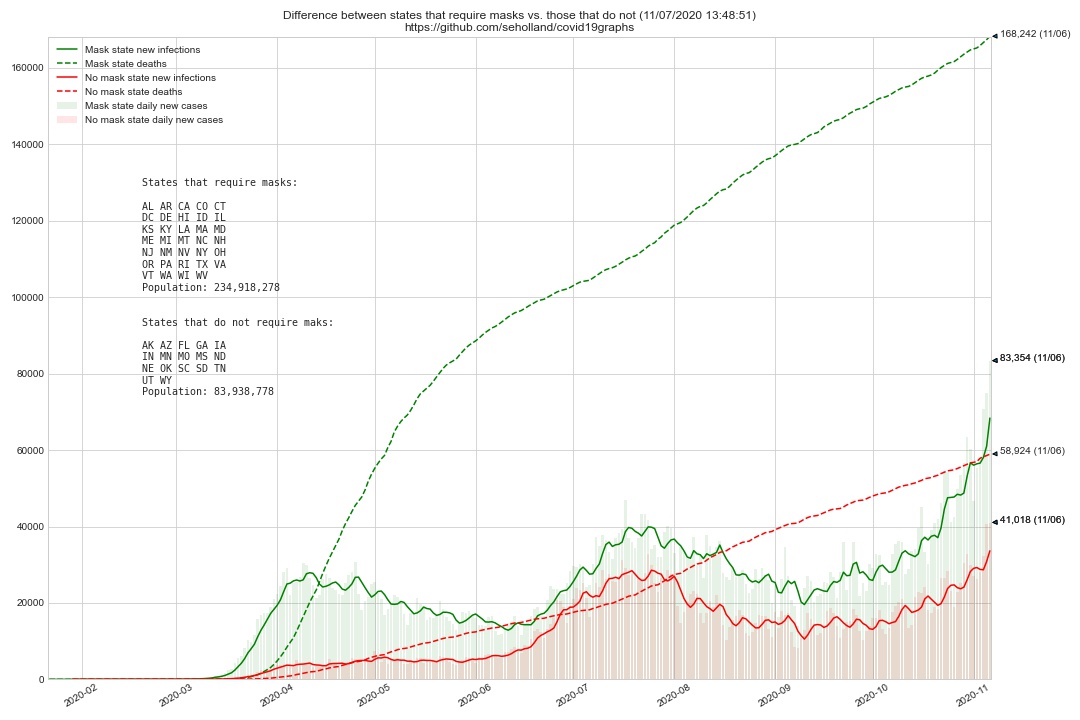 Difference between states that require masks vs. those that do not (11/07/2020 13:48:51)
https://github.com/seholland/covid19graphs
Mask state new infections
Mask state deaths
No mask state new infections
No mask state deaths
Mask state daily new cases
No mask state daily new cases
States that require masks:
AL AR CA CO CT
DC DE HI ID IL
KS KY LA MA MD
ME MI MT NC NH
NJ NM NV NY OH
OR PA RI TX VA
VT WA WI WV
Population: 234,918,278
States that do not require maks:
AK AZ FL GA IA
IN MN MO MS ND
NE OK SC SD TN
UT WY
Population: 83,938,778
160000
140000
120000
100000
80000
60000
40000
20000
0
168,242 (11/06)
83,354 (11/06)
58,924 (11/06)
41,018 (11/06)
2020-02
2020-03
2020-04
2020-05
2020-06
2020-07
2020-08
2020-09
2020-10
2020-11